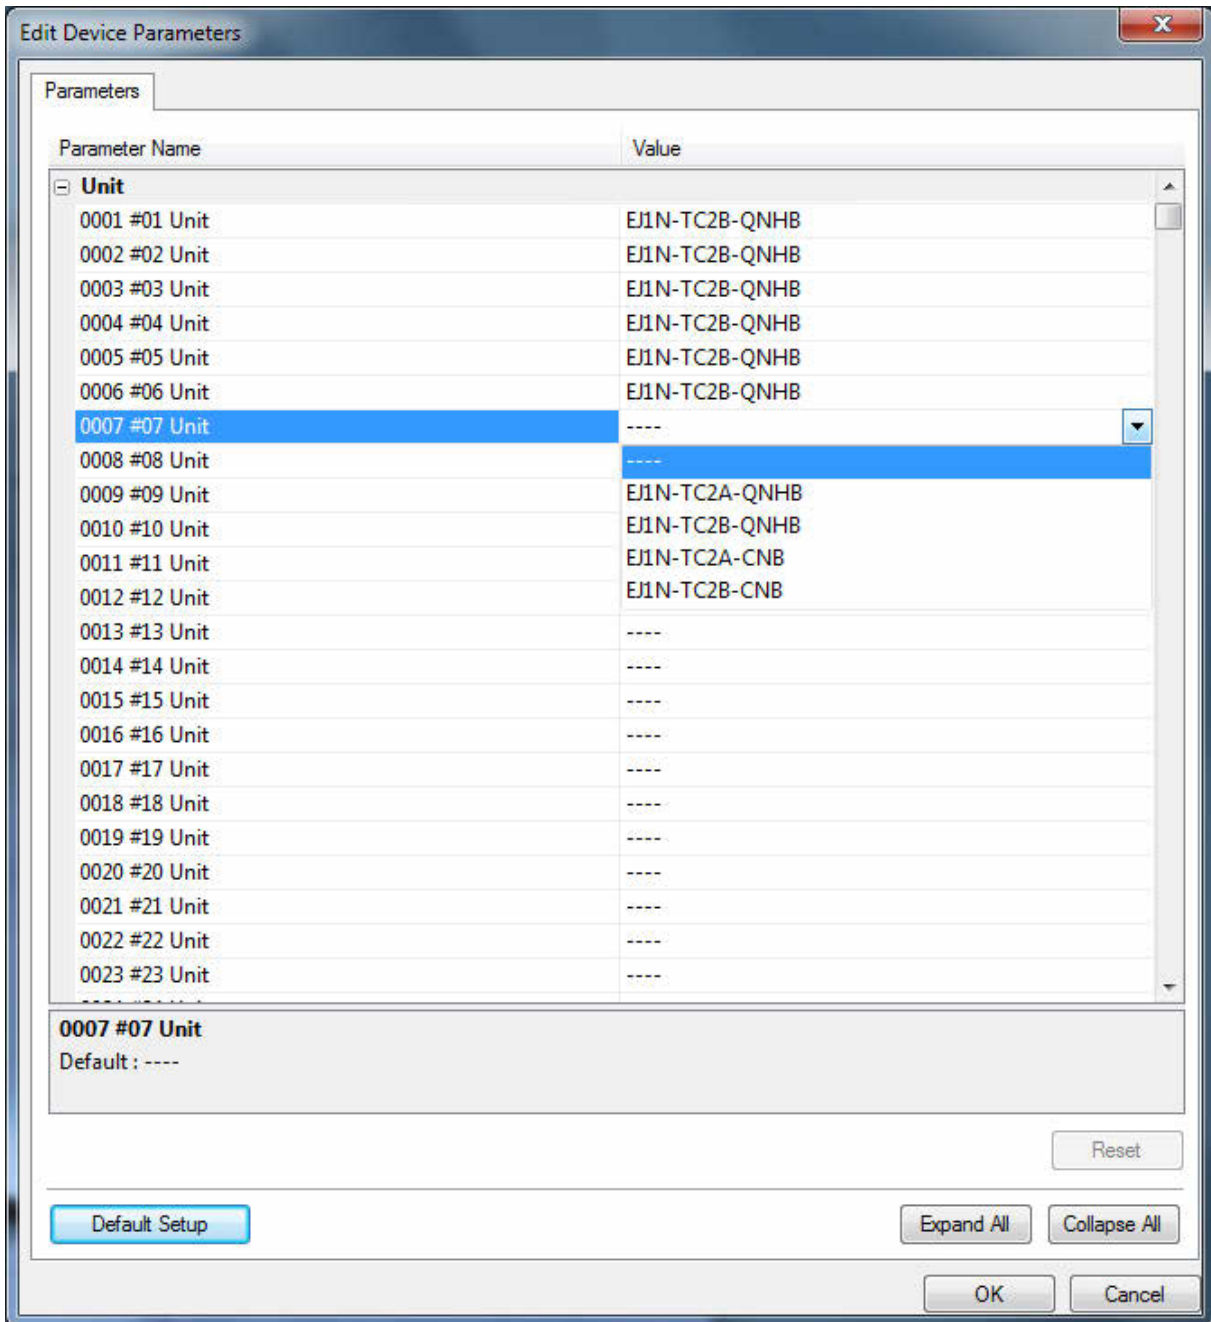 Edit Device Parameters
Parameters
Parameter Name Value
Unit
0001 #01 Unit EJ1N-TC2B-QNHB
0002 #02 Unit EJ1N-TC2B-QNHB
0003 #03 Unit EJ1N-TC2B-QNHB
0004 #04 Unit EJ1N-TC2B-QNHB
0005 #05 Unit EJ1N-TC2B-QNHB
0006 #06 Unit EJ1N-TC2B-QNHB
0007 #07 Unit ----
0008 #08 Unit ----
0009 #09 Unit EJ1N-TC2A-QNHB
0010 #10 Unit EJ1N-TC2B-QNHB
0011 #11 Unit EJ1N-TC2A-CNB
0012 #12 Unit EJ1N-TC2B-CNB
0013 #13 Unit ----
0014 #14 Unit ----
0015 #15 Unit ----
0016 #16 Unit ----
0017 #17 Unit ----
0018 #18 Unit ----
0019 #19 Unit ----
0020 #20 Unit ----
0021 #21 Unit ----
0022 #22 Unit ----
0023 #23 Unit ----
0007 #07 Unit
Default : ----
Reset
Default Setup Expand All Collapse All
OK Cancel